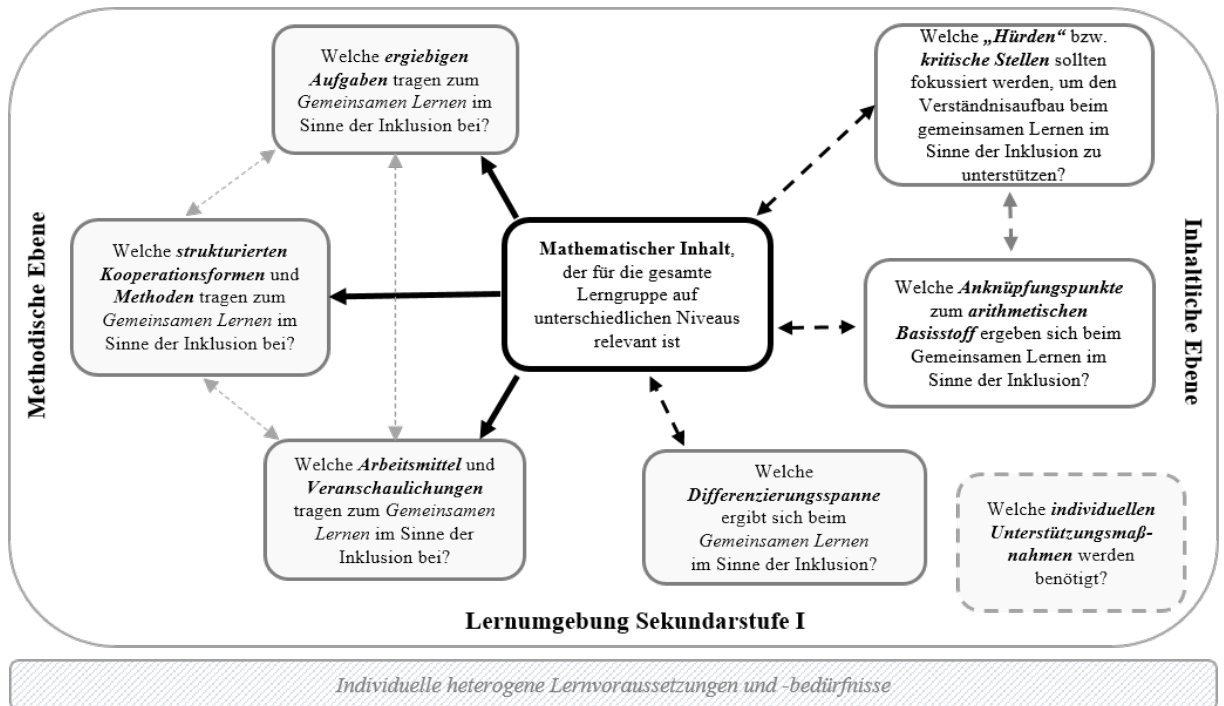 Welche ergiebigen
Aufgaben tragen zum
Gemeinsamen Lernen im
Sinne der Inklusion bei?
Welche „Hürden“ bzw.
kritische Stellen sollten
fokussiert werden, um den
Verständnisaufbau beim
gemeinsamen Lernen im
Sinne der Inklusion zu
unterstützen?
Methodische Ebene
Welche strukturierten
Kooperationsformen und
Methoden tragen zum
Gemeinsamen Lernen im
Sinne der Inklusion bei?
Mathematischer Inhalt,
der für die gesamte
Lerngruppe auf
unterschiedlichen Niveaus
relevant ist
Welche Anknüpfungspunkte
zum arithmetischen
Basisstoff ergeben sich beim
Gemeinsamen Lernen im
Sinne der Inklusion?
Inhaltliche Ebene
Welche Arbeitsmittel und
Veranschaulichungen
tragen zum Gemeinsamen
Lernen im Sinne der
Inklusion bei?
Welche
Differenzierungsspanne
ergibt sich beim
Gemeinsamen Lernen
im Sinne der Inklusion?
Welche individuellen
Unterstützungsmaß-
nahmen werden
benötigt?
Lernumgebung Sekundarstufe I
Individuelle heterogene Lernvoraussetzungen und -bedürfnisse